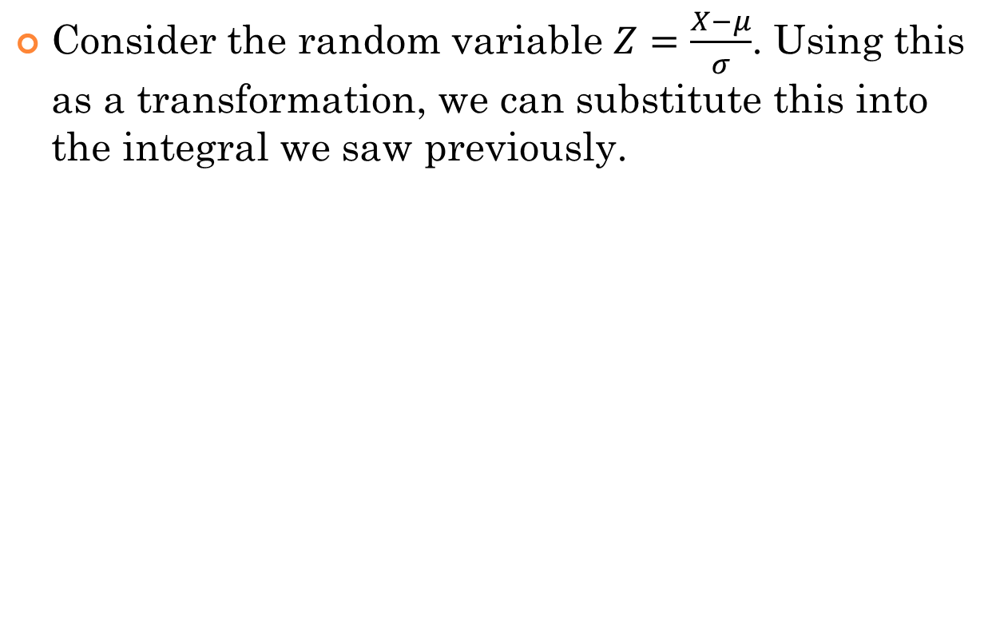 Consider the random variable Z = (X−μ)/σ. Using this
as a transformation, we can substitute this into
the integral we saw previously.